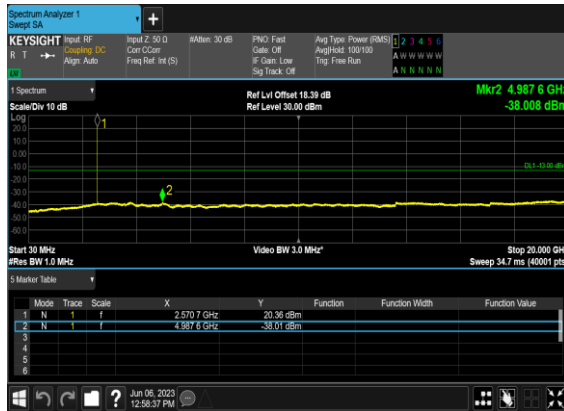 Spectrum Analyzer 1
Swept SA
+
KEYSIGHT Input: RF Input Z: 50 Ω #Atten: 30 dB PNO: Fast Avg Type: Power (RMS) 1 2 3 4 5 6
R T Coupling: DC Corr CCorr Gate: Off Avg|Hold: 100/100 A W W W W W
Align: Auto Freq Ref: Int (S) IF Gain: Low Trig: Free Run
LNI Sig Track: Off A N N N N N
1 Spectrum Ref Lvl Offset 18.39 dB Mkr2 4.987 6 GHz
Scale/Div 10 dB Ref Level 30.00 dBm -38.008 dBm
Log
20.0
10.0
0.00
-10.0
-20.0
-30.0
-40.0
-50.0
-60.0
1
DL1 -13.00 dBm
2
Start 30 MHz Video BW 3.0 MHz* Stop 20.000 GH
#Res BW 1.0 MHz Sweep 34.7 ms (40001 pts
5 Marker Table
Mode Trace Scale X Y Function Function Width Function Value
1 N 1 f 2.570 7 GHz 20.36 dBm
2 N 1 f 4.987 6 GHz -38.01 dBm
3
4
5
6
? Jun 06, 2023
12:58:37 PM